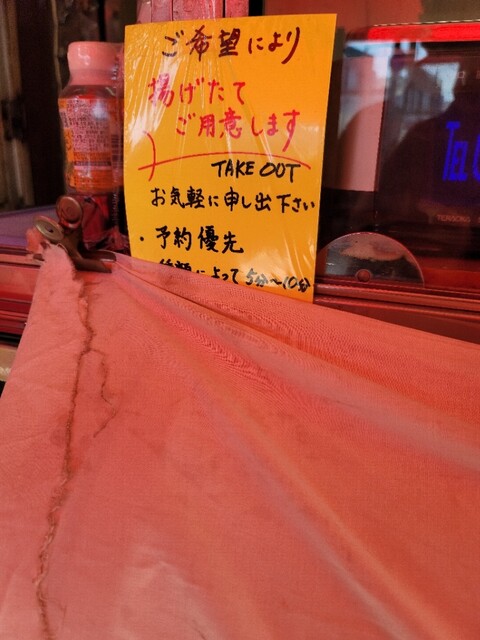 ご希望により
揚げたて
ご用意します
TAKE OUT
お気軽に申し出下さい
・予約優先
によって5分〜10分
TEL